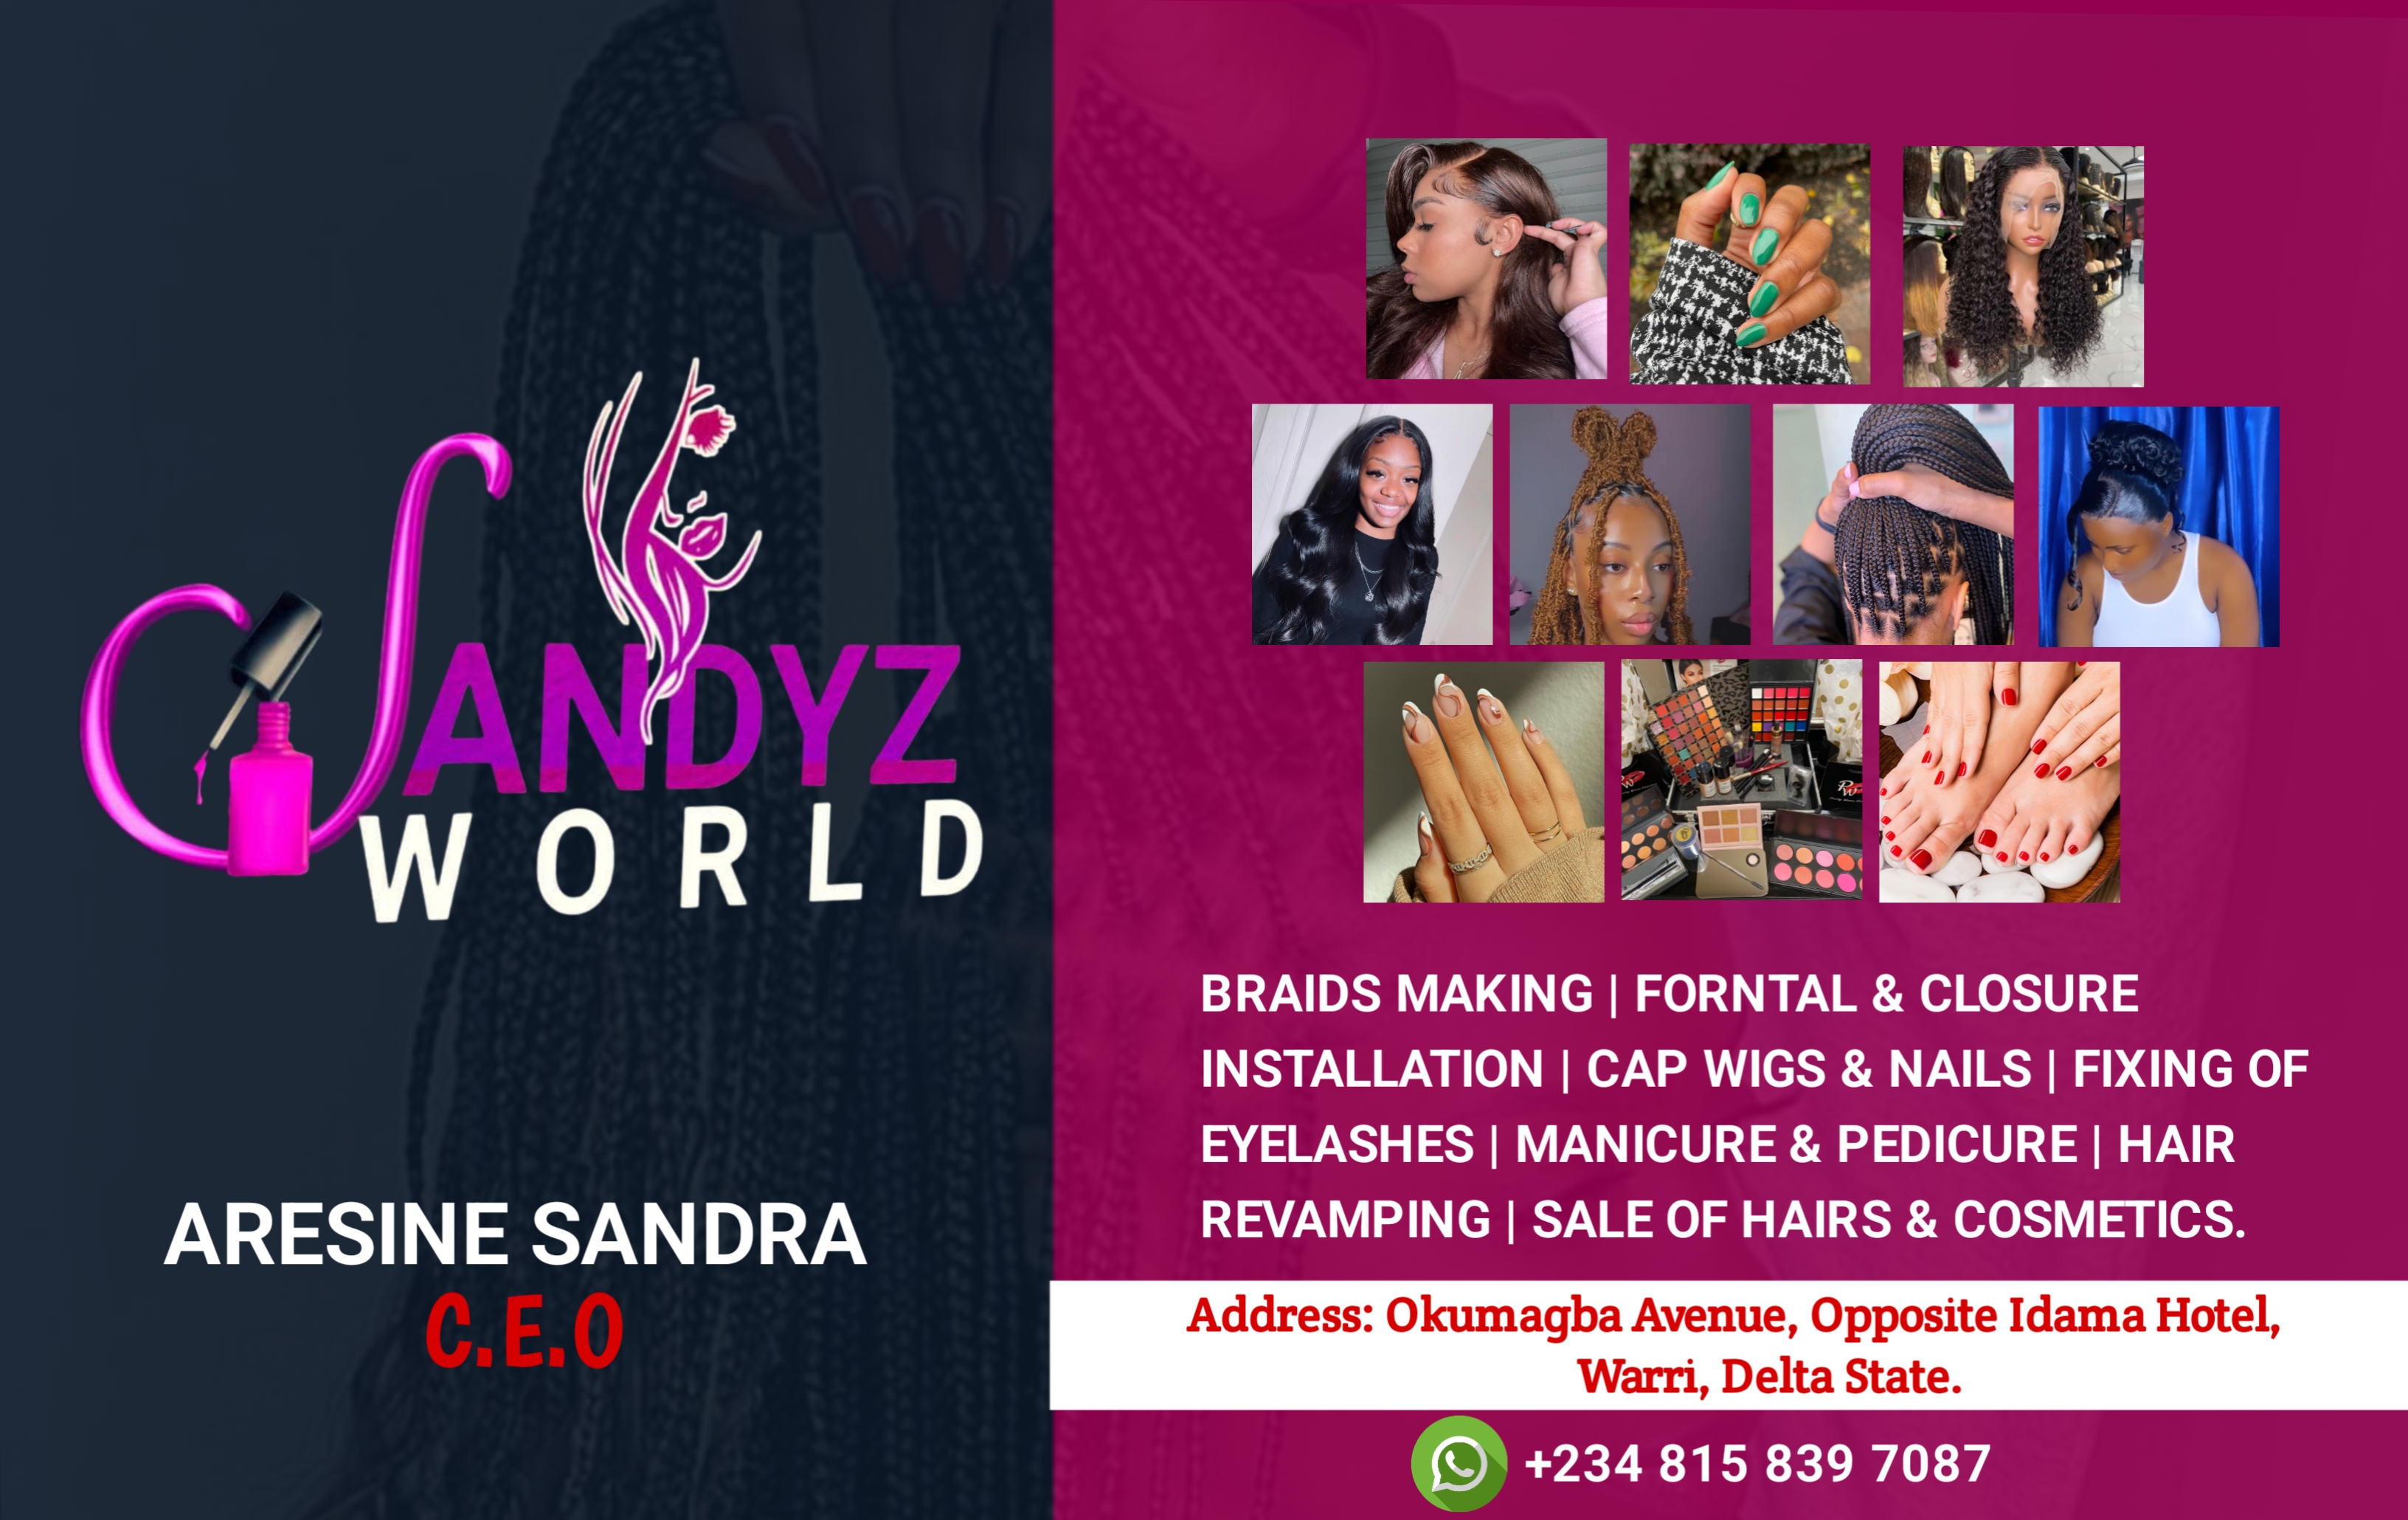 SANDYZ
WORLD
ARESINE SANDRA
C.E.O
BRAIDS MAKING | FORNTAL & CLOSURE
INSTALLATION | CAP WIGS & NAILS | FIXING OF
EYELASHES | MANICURE & PEDICURE | HAIR
REVAMPING | SALE OF HAIRS & COSMETICS.
Address: Okumagba Avenue, Opposite Idama Hotel,
Warri, Delta State.
+234 815 839 7087